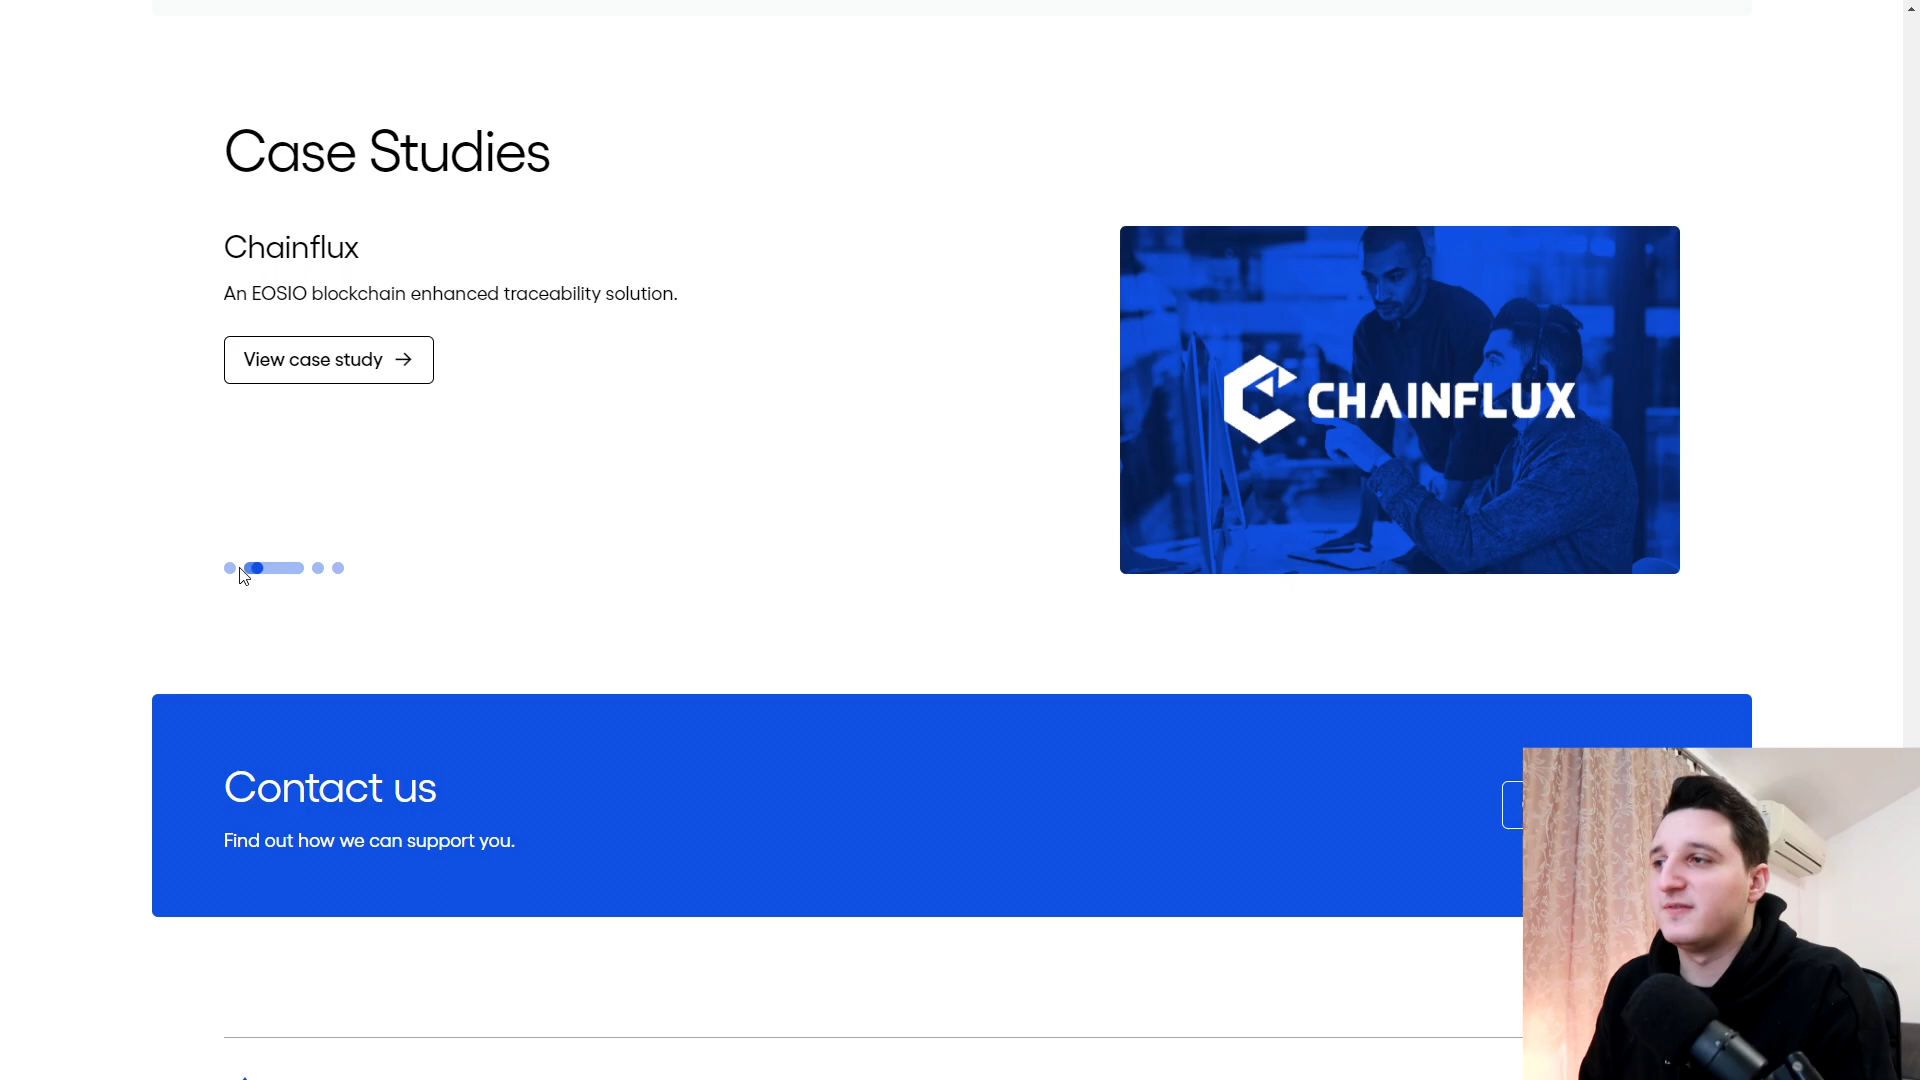 Case Studies
Chainflux
An EOSIO blockchain enhanced traceability solution.
View case study
CHAINFLUX
Contact us
Find out how we can support you.